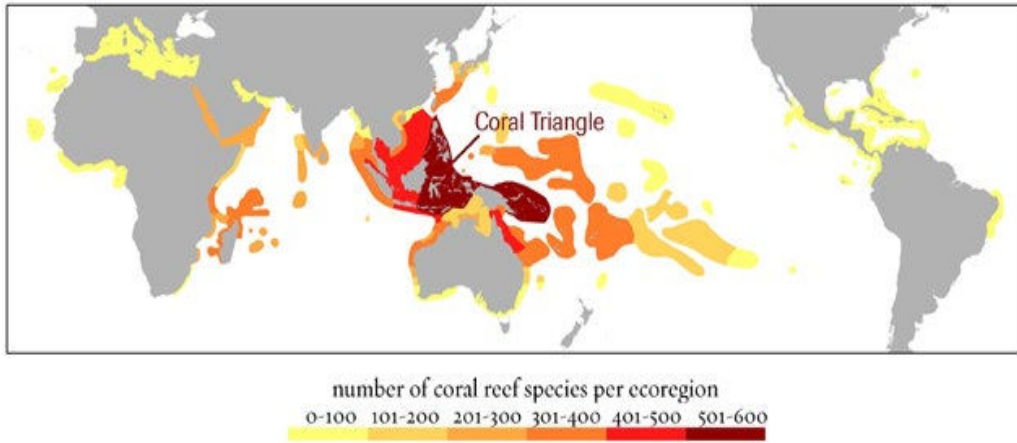 Coral Triangle
number of coral reef species per ecoregion
0-100 101-200 201-300 301-400 401-500 501-600